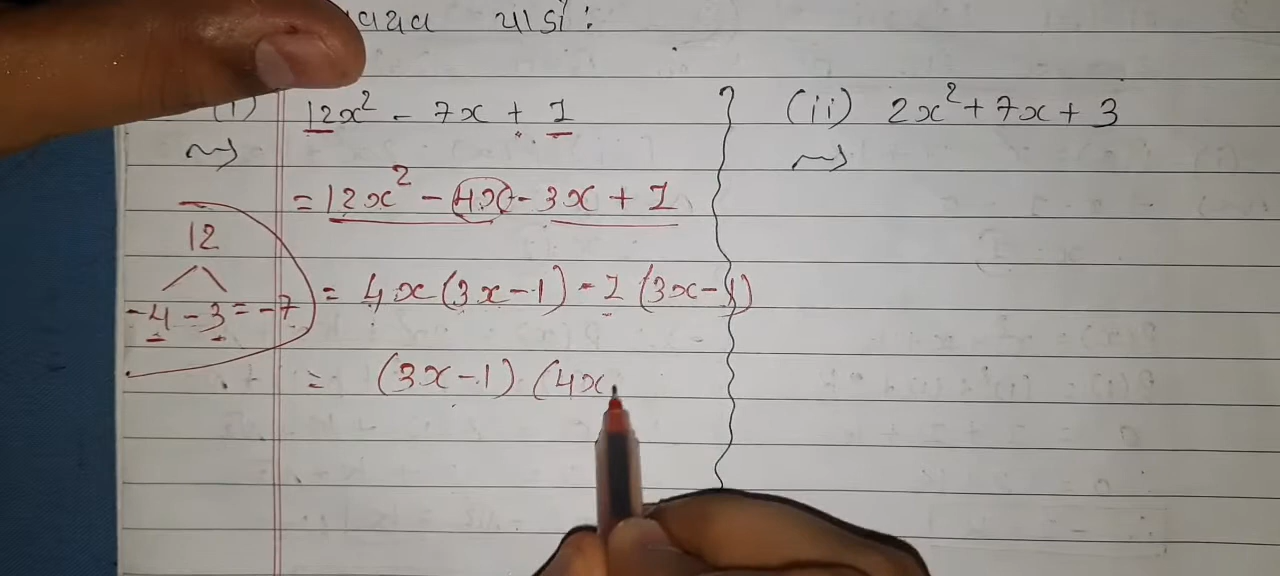 (i) 12x² - 7x + 1
= 12x² - 4x - 3x + 1
12
-4 - 3 = -7
= 4x(3x-1) - 1(3x-1)
= (3x-1) (4x
(ii) 2x² + 7x + 3